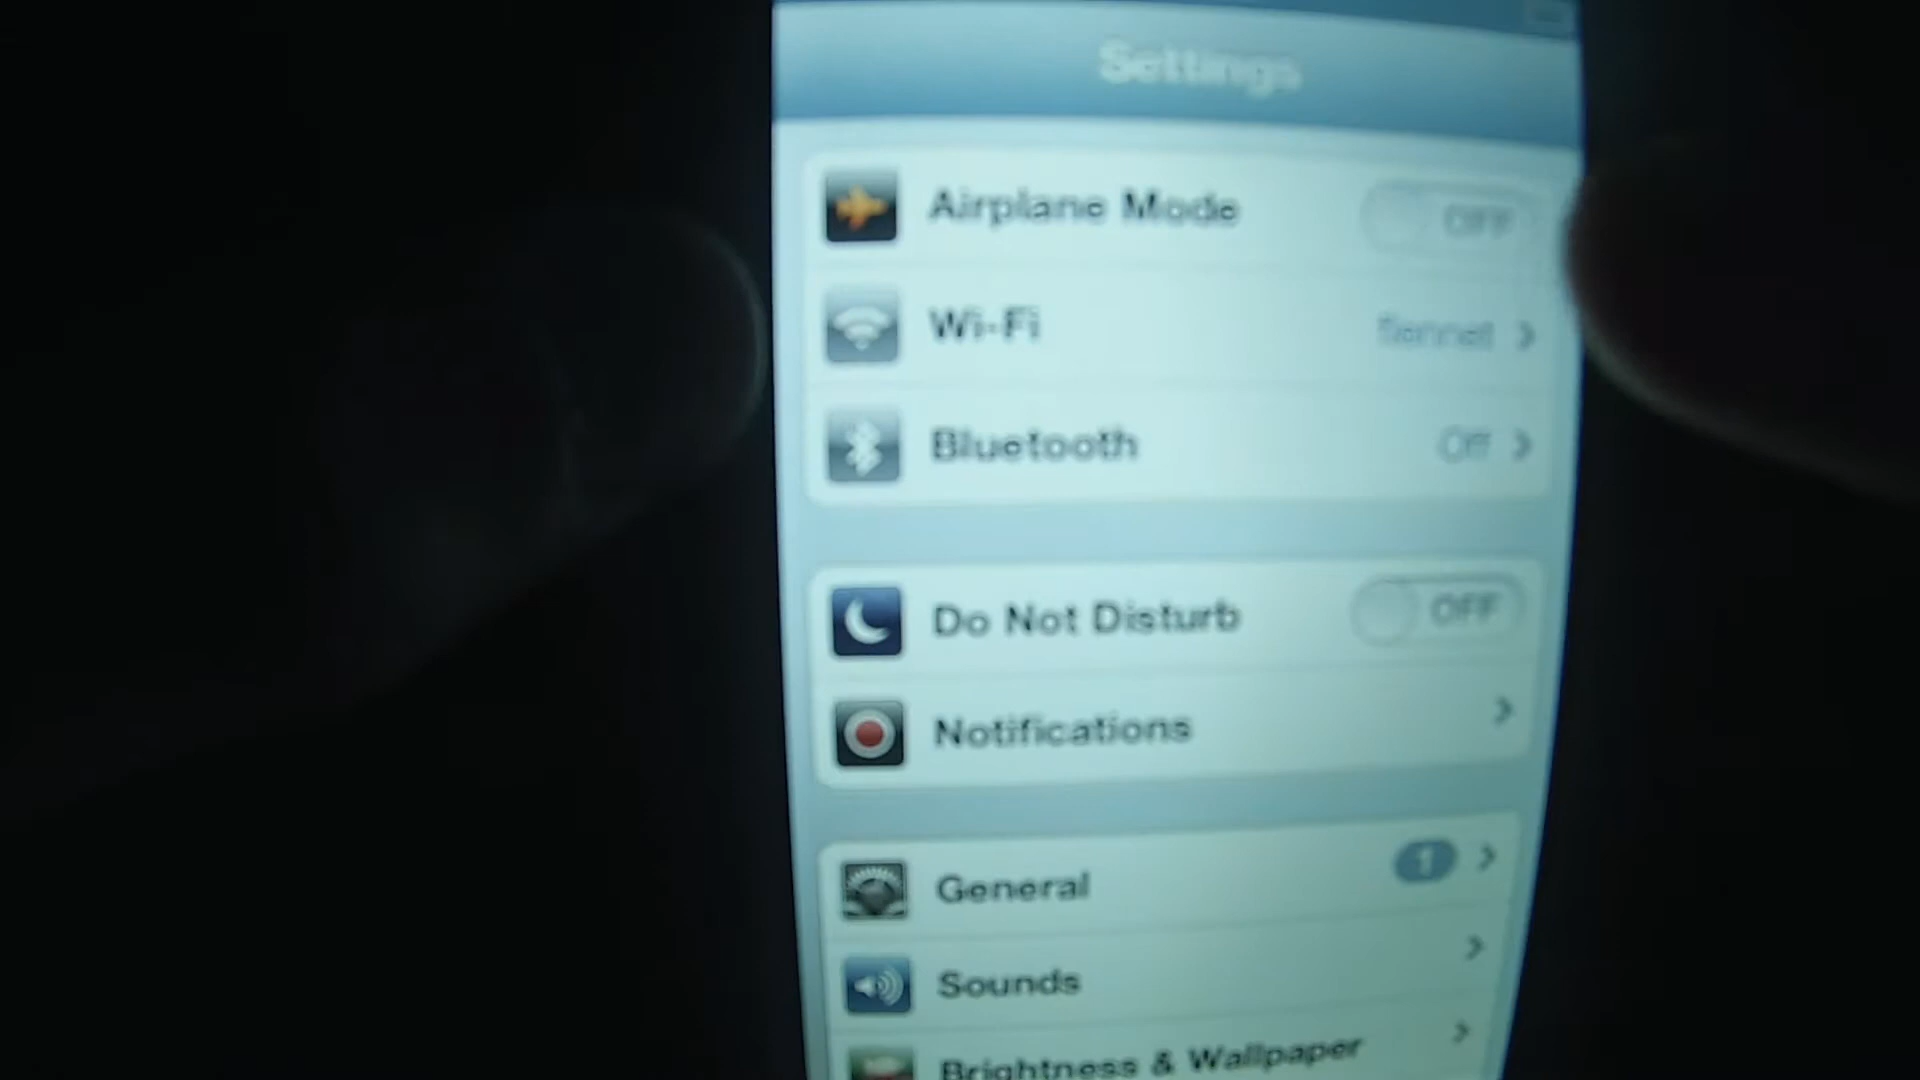 Settings
Airplane Mode OFF
Wi-Fi
Bluetooth Off
Do Not Disturb OFF
Notifications
General 1
Sounds
Brightness & Wallpaper